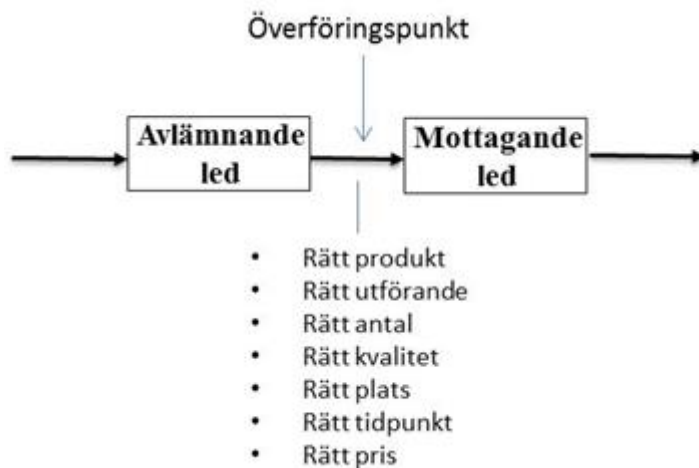 Överföringspunkt
Avlämnande
led
Mottagande
led
• Rätt produkt
• Rätt utförande
• Rätt antal
• Rätt kvalitet
• Rätt plats
• Rätt tidpunkt
• Rätt pris